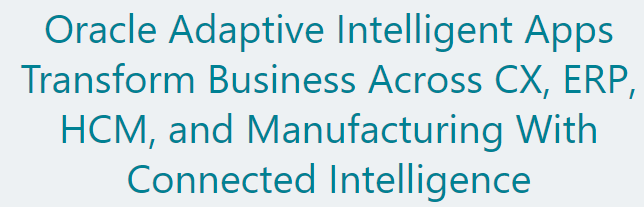 Oracle Adaptive Intelligent Apps
Transform Business Across CX, ERP,
HCM, and Manufacturing With
Connected Intelligence